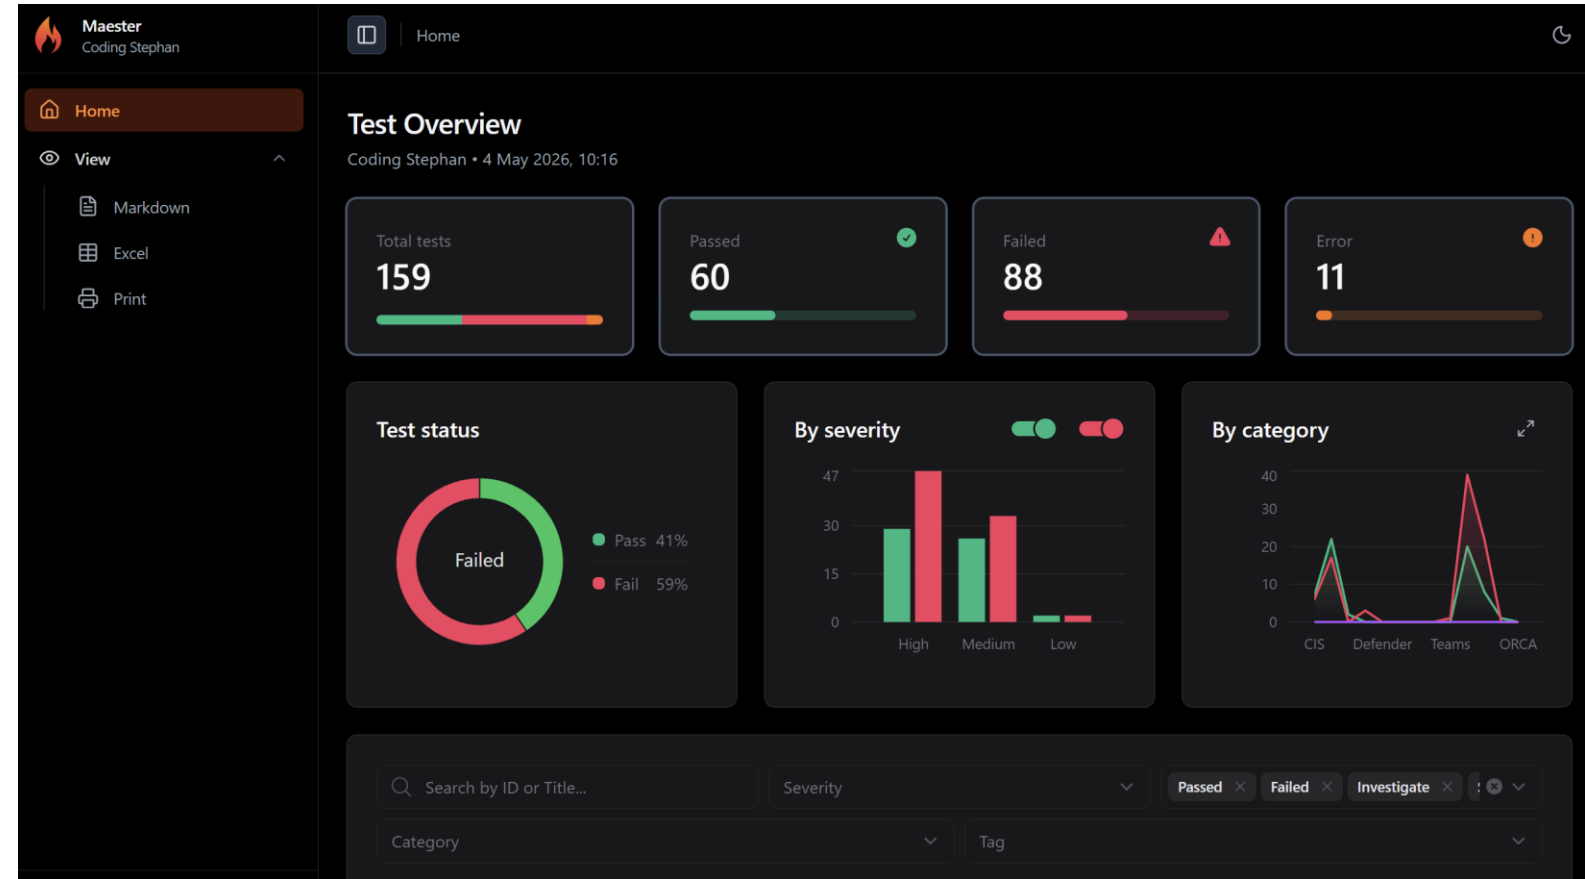 Maester
Coding Stephan
Home
Home
View
Markdown
Excel
Print
Test Overview
Coding Stephan • 4 May 2026, 10:16
Total tests
159
Passed
60
Failed
88
Error
11
Test status
Failed
Pass 41%
Fail 59%
By severity
47
30
15
0
High Medium Low
By category
40
30
20
10
0
CIS Defender Teams ORCA
Search by ID or Title...
Severity
Passed Failed Investigate
Category
Tag